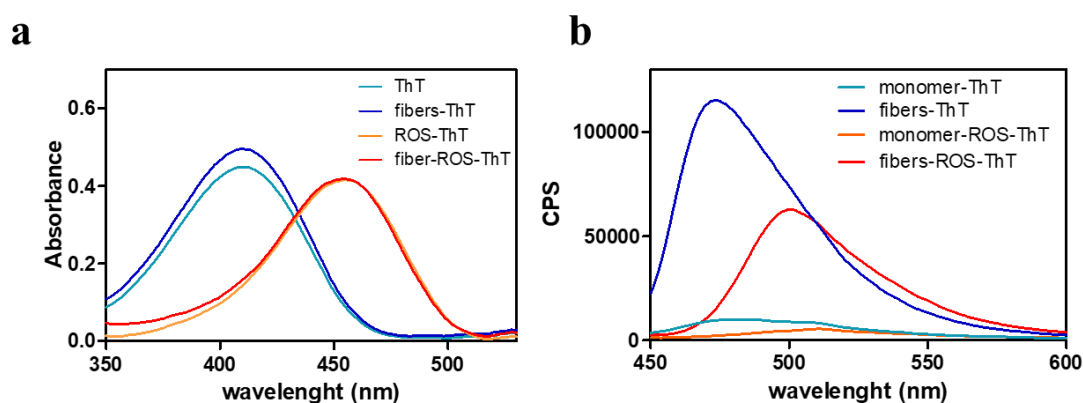 a
Absorbance
0.6
0.4
0.2
0.0
350
400
450
500
wavelenght (nm)
ThT
fibers-ThT
ROS-ThT
fiber-ROS-ThT
b
CPS
100000
50000
0
450
500
550
600
wavelenght (nm)
monomer-ThT
fibers-ThT
monomer-ROS-ThT
fibers-ROS-ThT